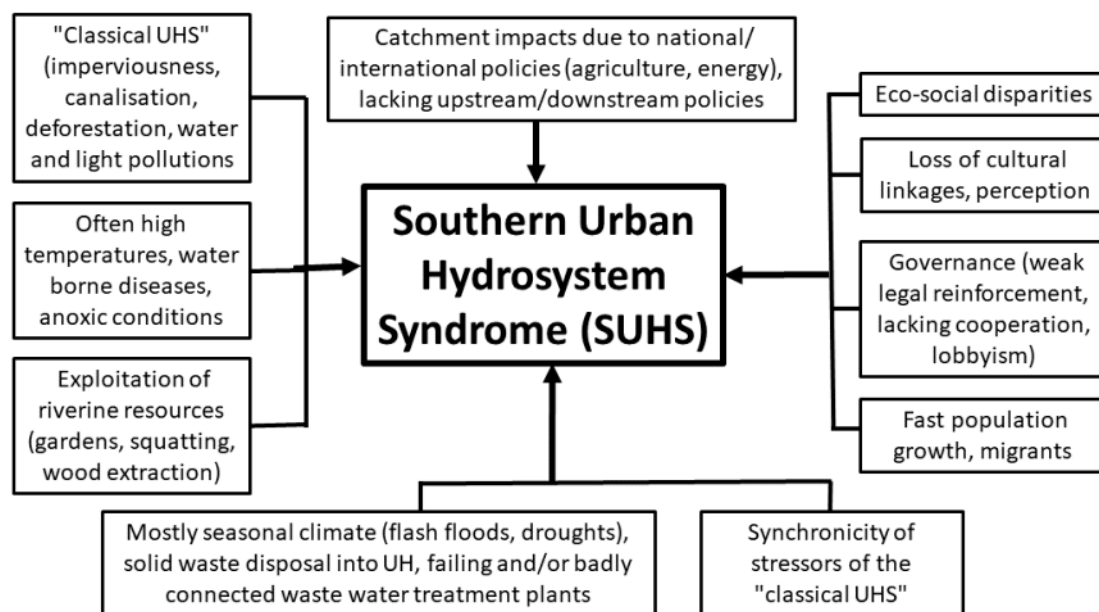 "Classical UHS"
(imperviousness,
canalisation,
deforestation, water
and light pollutions
Often high
temperatures, water
borne diseases,
anoxic conditions
Exploitation of
riverine resources
(gardens, squatting,
wood extraction)
Catchment impacts due to national/
international policies (agriculture, energy),
lacking upstream/downstream policies
Southern Urban
Hydrosystem
Syndrome (SUHS)
Eco-social disparities
Loss of cultural
linkages, perception
Governance (weak
legal reinforcement,
lacking cooperation,
lobbyism)
Fast population
growth, migrants
Mostly seasonal climate (flash floods, droughts),
solid waste disposal into UH, failing and/or badly
connected waste water treatment plants
Synchronicity of
stressors of the
"classical UHS"